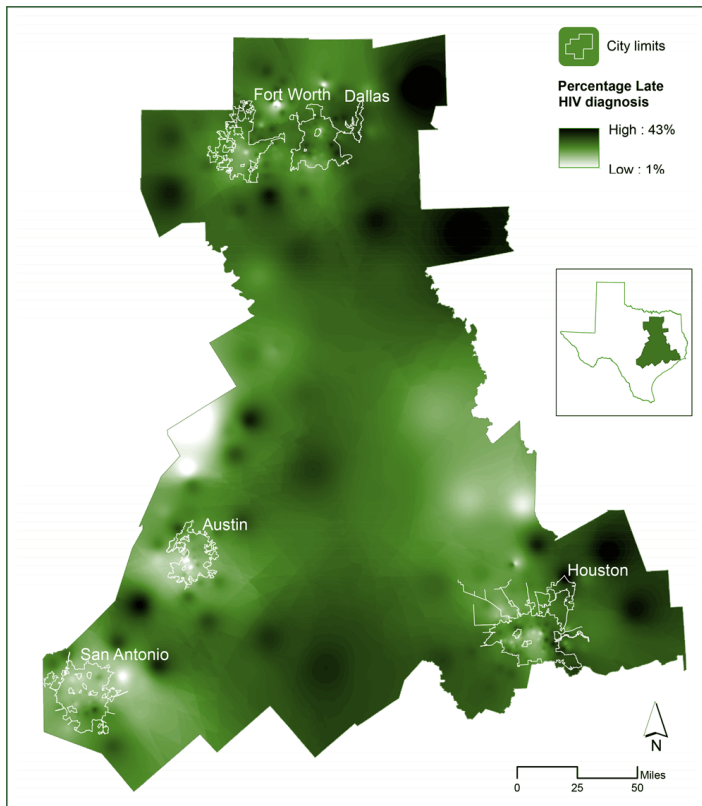 City limits
Percentage Late
HIV diagnosis
High : 43%
Low : 1%
Fort Worth
Dallas
Austin
Houston
San Antonio
N
Miles
0 25 50